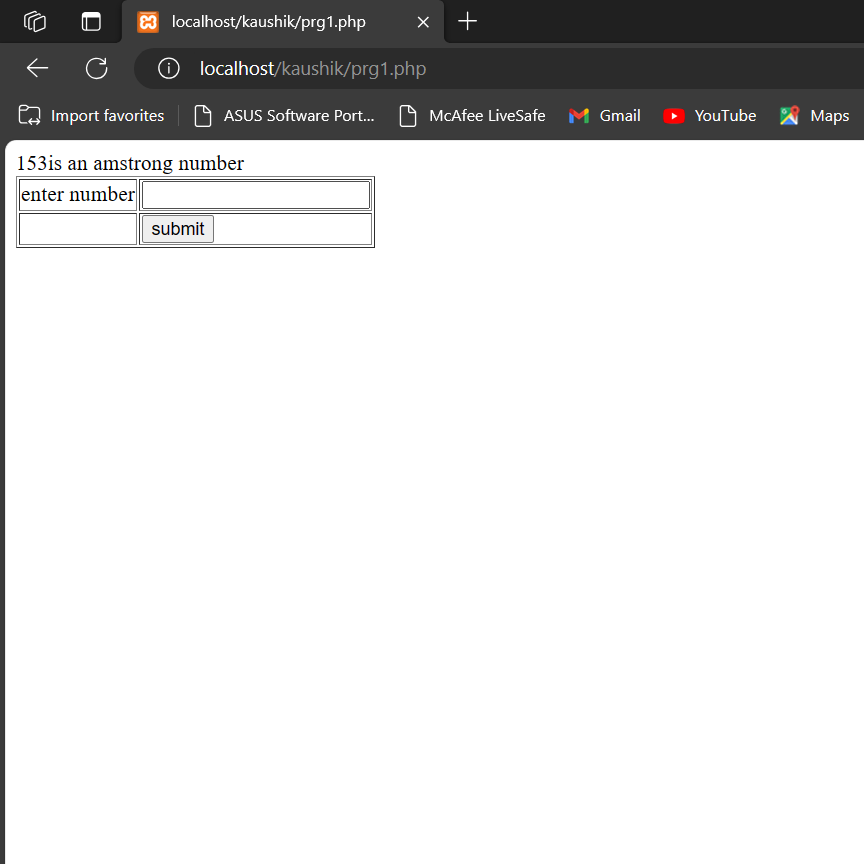 localhost/kaushik/prg1.php
localhost/kaushik/prg1.php
Import favorites ASUS Software Port... McAfee LiveSafe Gmail YouTube Maps
153is an amstrong number
enter number
submit